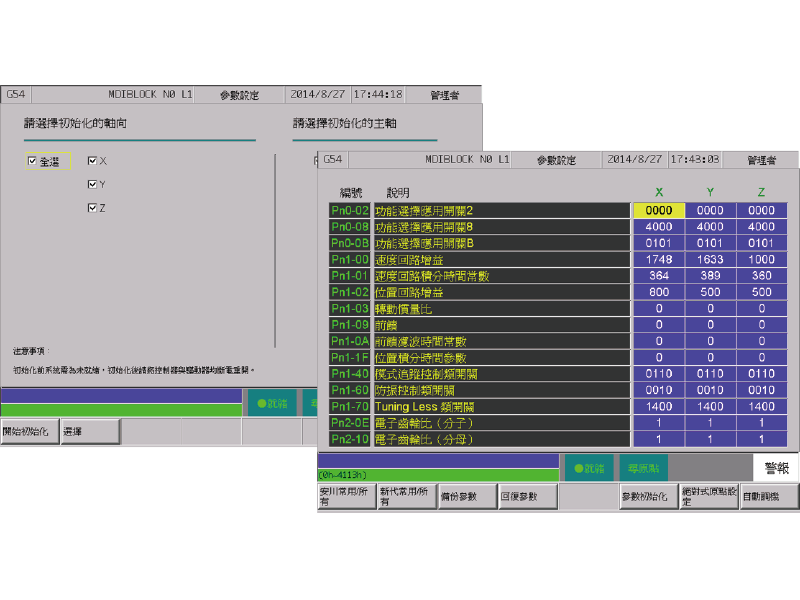 G54 MDIBLOCK N0 L1 參數設定 2014/8/27 17:44:18 管理者
請選擇初始化的軸向 請選擇初始化的主軸
全選 X
Y
Z
注意事項：
初始化前系統需為未就緒，初始化後請將控制器與驅動器均斷電重開。
就緒
開始初始化 選擇
G54 MDIBLOCK N0 L1 參數設定 2014/8/27 17:43:03 管理者
編號 說明 X Y Z
Pn0-02 功能選擇應用開關2 0000 0000 0000
Pn0-08 功能選擇應用開關8 4000 4000 4000
Pn0-0B 功能選擇應用開關B 0101 0101 0101
Pn1-00 速度回路增益 1748 1633 1000
Pn1-01 速度回路積分時間常數 364 389 360
Pn1-02 位置回路增益 800 500 500
Pn1-03 轉動慣量比 0 0 0
Pn1-09 前饋 0 0 0
Pn1-0A 前饋濾波時間常數 0 0 0
Pn1-1F 位置積分時間參數 0 0 0
Pn1-40 模式追蹤控制類開關 0110 0110 0110
Pn1-60 防振控制類開關 0010 0010 0010
Pn1-70 Tuning Less 類開關 1400 1400 1400
Pn2-0E 電子齒輪比（分子） 1 1 1
Pn2-10 電子齒輪比（分母） 1 1 1
就緒 尋原點 警報
(0h~4113h)
安川常用/所有 新代常用/所有 備份參數 回復參數 參數初始化 絕對式原點設定 自動調機